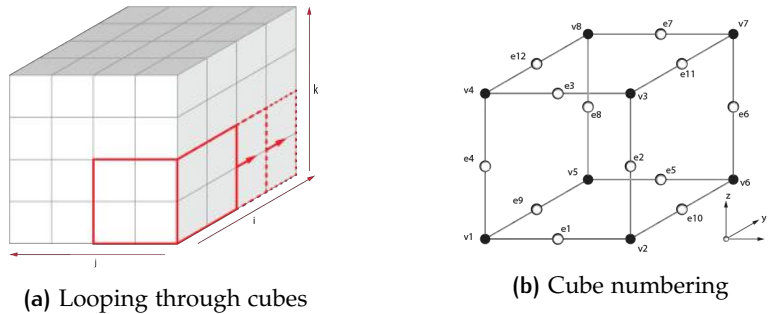 k
i
j
(a) Looping through cubes
v8
e7
v7
e12
e11
v4
e3
v3
e8
e6
e4
e2
v5
e5
v6
e9
e10
z
y
v1
e1
v2
(b) Cube numbering